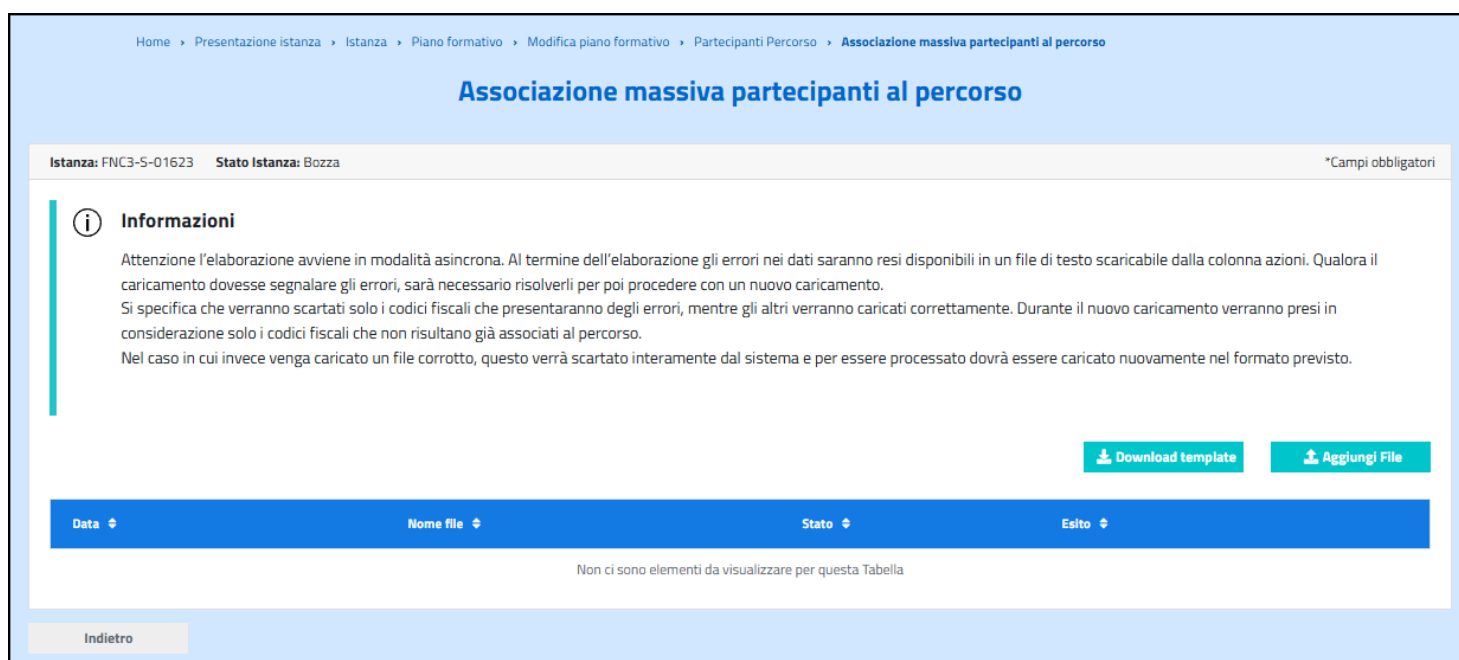 Home › Presentazione istanza › Istanza › Piano formativo › Modifica piano formativo › Partecipanti Percorso › Associazione massiva partecipanti al percorso
Associazione massiva partecipanti al percorso
Istanza: FNC3-S-01623 Stato Istanza: Bozza *Campi obbligatori
Informazioni
Attenzione l'elaborazione avviene in modalità asincrona. Al termine dell'elaborazione gli errori nei dati saranno resi disponibili in un file di testo scaricabile dalla colonna azioni. Qualora il
caricamento dovesse segnalare gli errori, sarà necessario risolverli per poi procedere con un nuovo caricamento.
Si specifica che verranno scartati solo i codici fiscali che presentaranno degli errori, mentre gli altri verranno caricati correttamente. Durante il nuovo caricamento verranno presi in
considerazione solo i codici fiscali che non risultano già associati al percorso.
Nel caso in cui invece venga caricato un file corrotto, questo verrà scartato interamente dal sistema e per essere processato dovrà essere caricato nuovamente nel formato previsto.
Download template Aggiungi File
Data Nome file Stato Esito
Non ci sono elementi da visualizzare per questa Tabella
Indietro